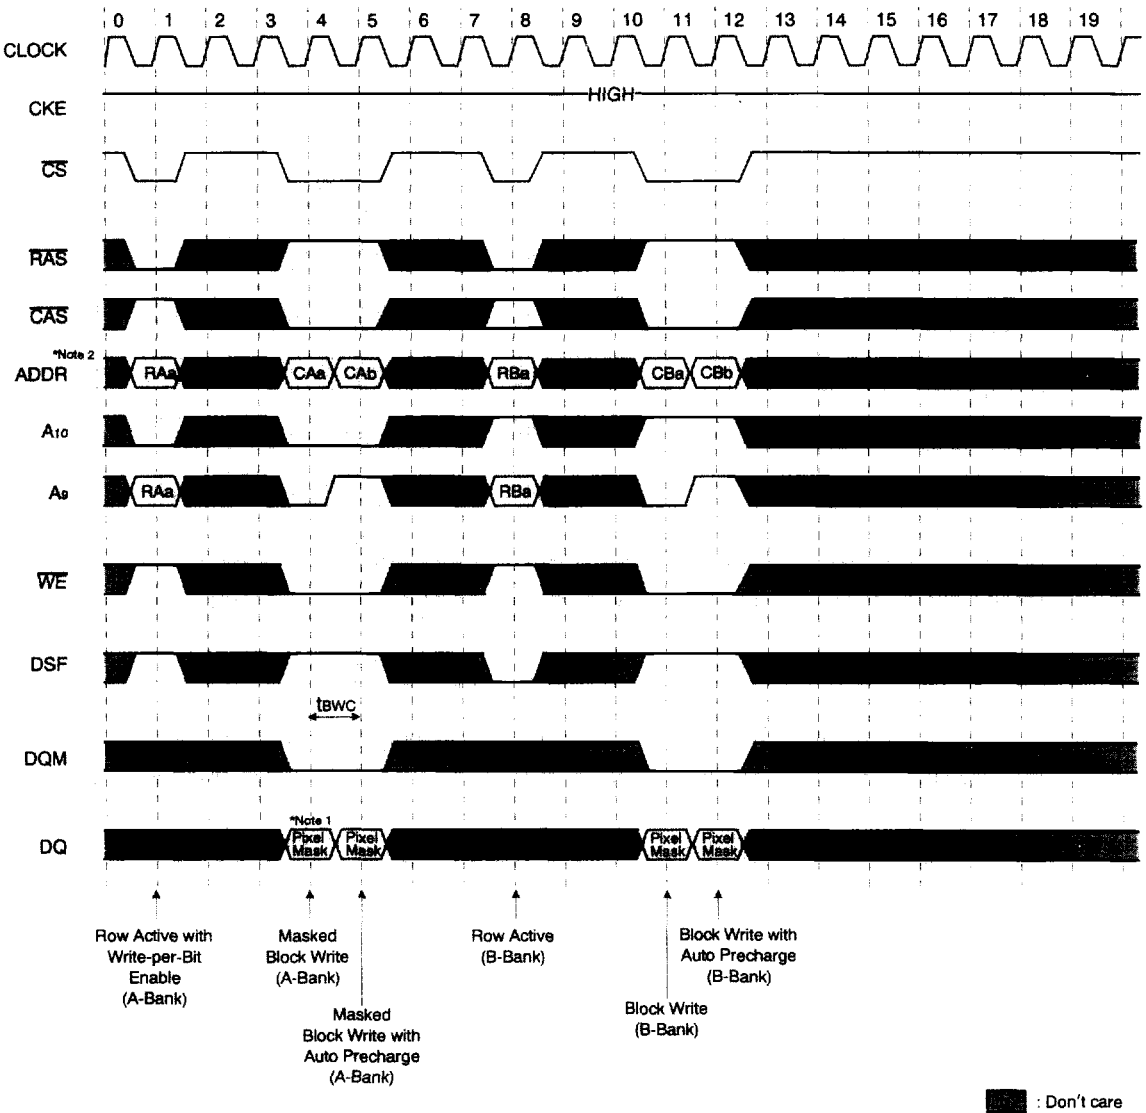 0 1 2 3 4 5 6 7 8 9 10 11 12 13 14 15 16 17 18 19
CLOCK
HIGH
CKE
CS
RAS
CAS
*Note 2
ADDR RAa CAa CAb RBa CBa CBb
A10
A9 RAa RBa
WE
DSF
tBWC
DQM
*Note 1
DQ Pixel Mask Pixel Mask Pixel Mask Pixel Mask
Row Active with
Write-per-Bit
Enable
(A-Bank)
Masked
Block Write
(A-Bank)
Masked
Block Write with
Auto Precharge
(A-Bank)
Row Active
(B-Bank)
Block Write
(B-Bank)
Block Write with
Auto Precharge
(B-Bank)
: Don't care